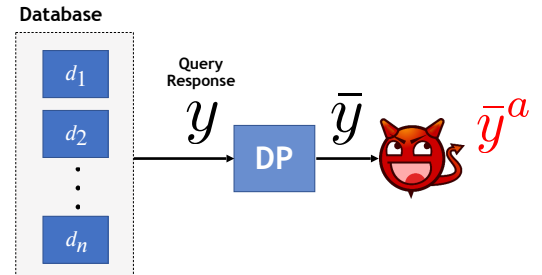 Database
d₁
d₂
dₙ
Query
Response
y
DP
ȳ
ȳᵃ